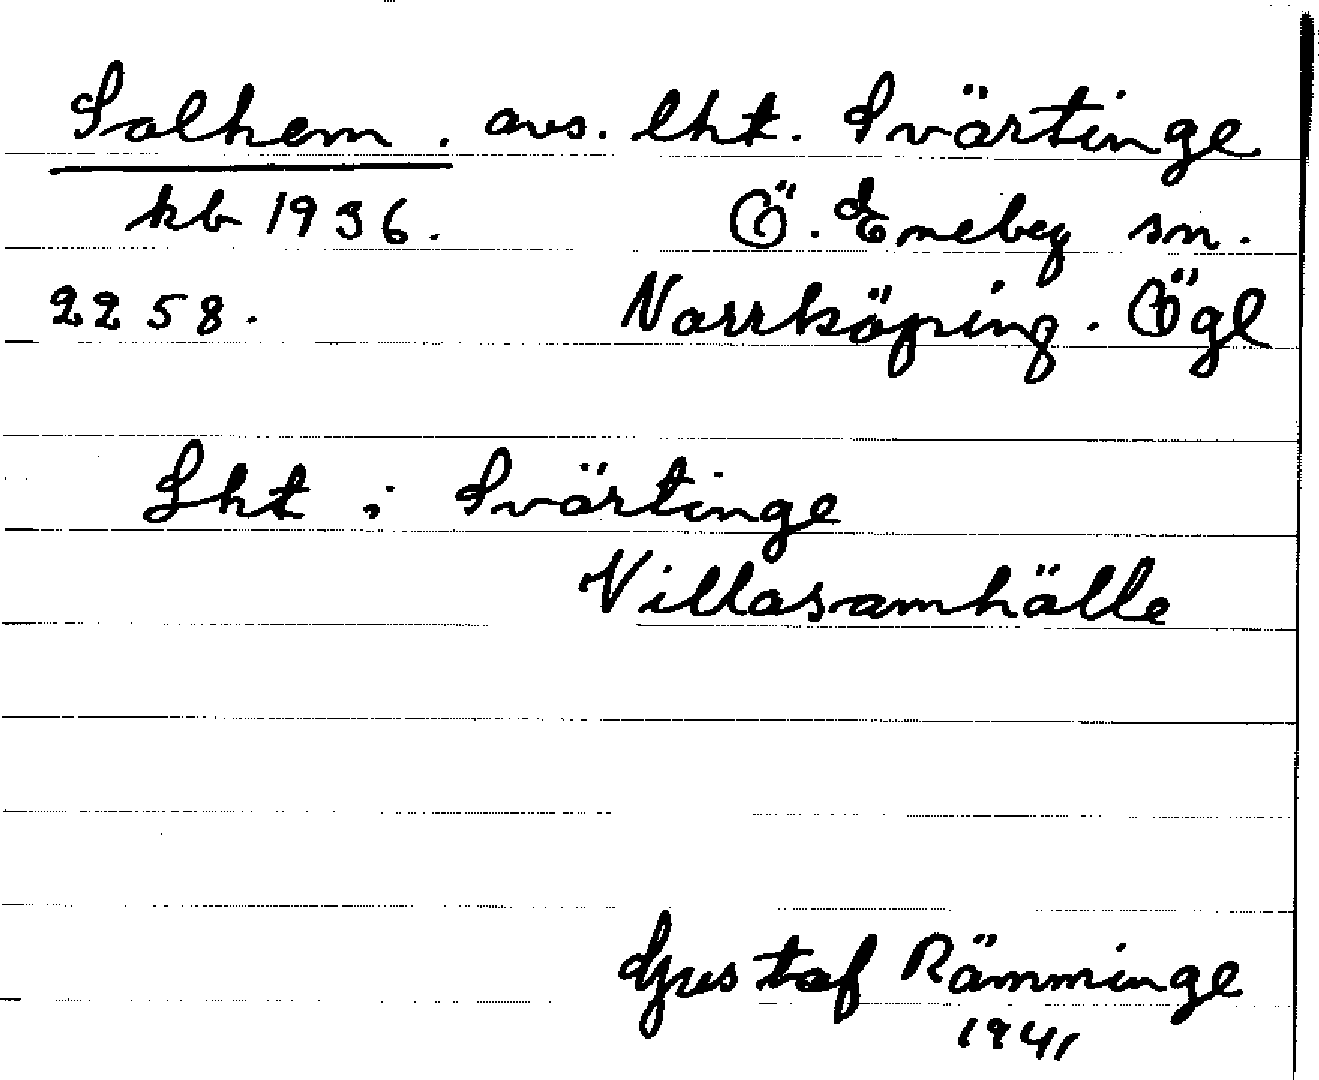 Solhem. avs. lht. Svärtinge
kb 1936. Ö. Eneby sn.
2258. Norrköping. Ögl
Lht i Svärtinge
Villasamhälle
Gustaf Rämminge
1941